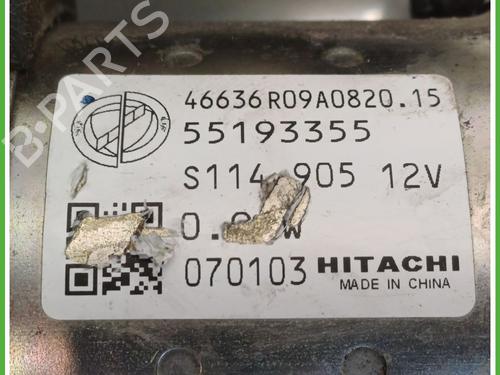 B-PARTS
46636R09A0820.15
55193355
S114 905 12V
070103 HITACHI
MADE IN CHINA